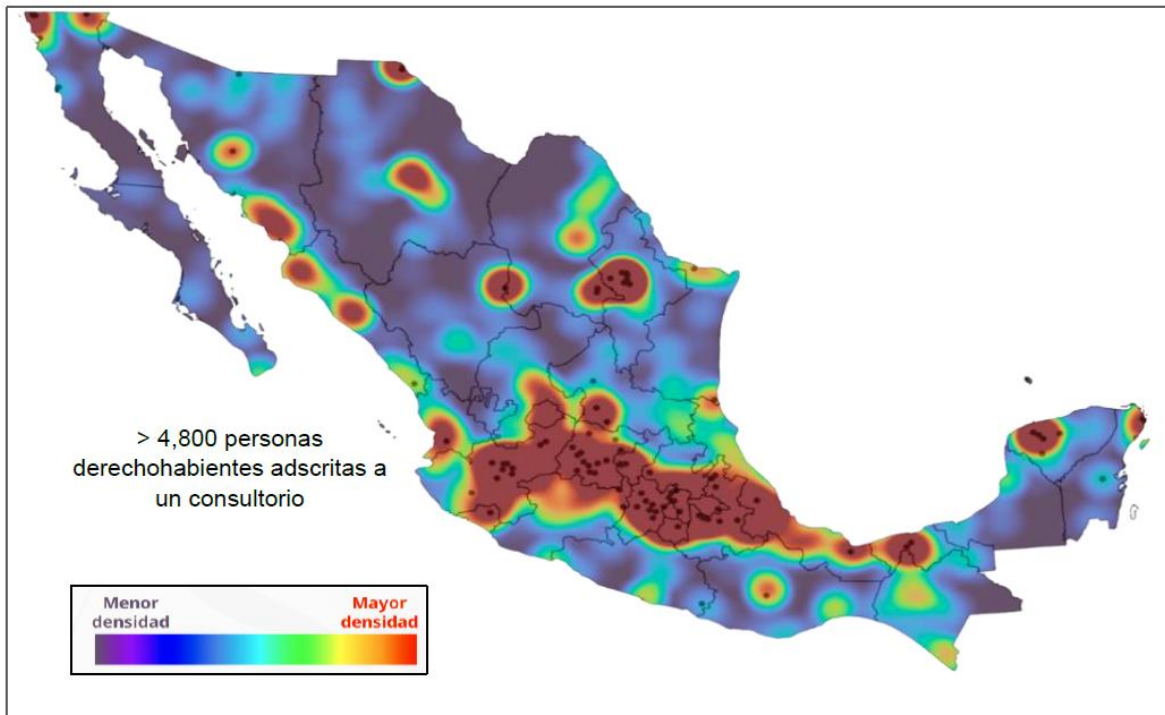 > 4,800 personas
derechohabientes adscritas a
un consultorio
Menor
densidad
Mayor
densidad